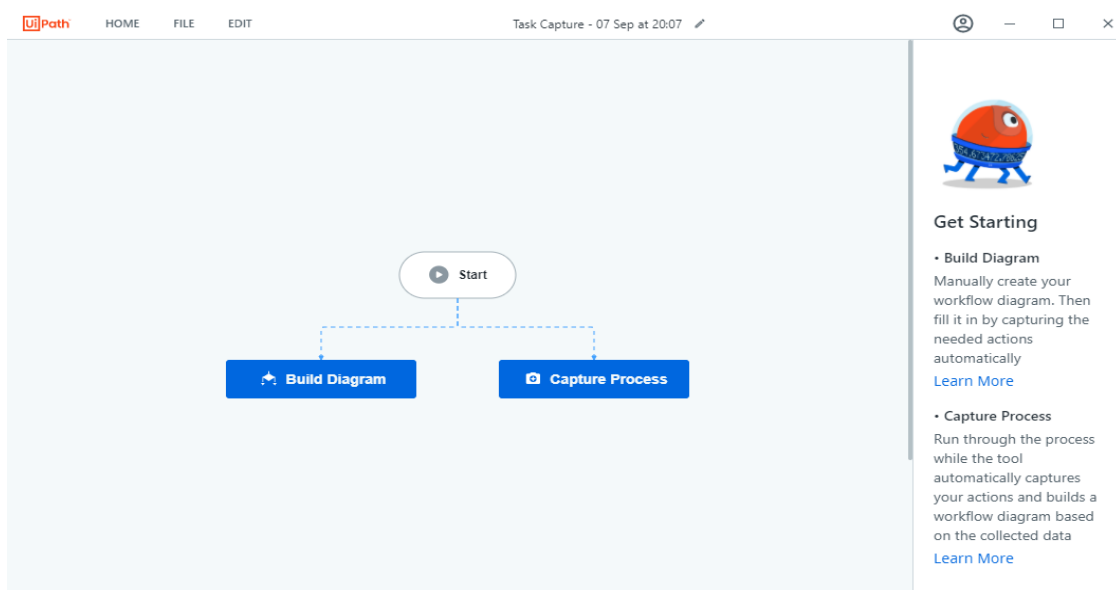 UiPath HOME FILE EDIT Task Capture - 07 Sep at 20:07
Start
Build Diagram Capture Process
Get Starting
• Build Diagram
Manually create your
workflow diagram. Then
fill it in by capturing the
needed actions
automatically
Learn More
• Capture Process
Run through the process
while the tool
automatically captures
your actions and builds a
workflow diagram based
on the collected data
Learn More